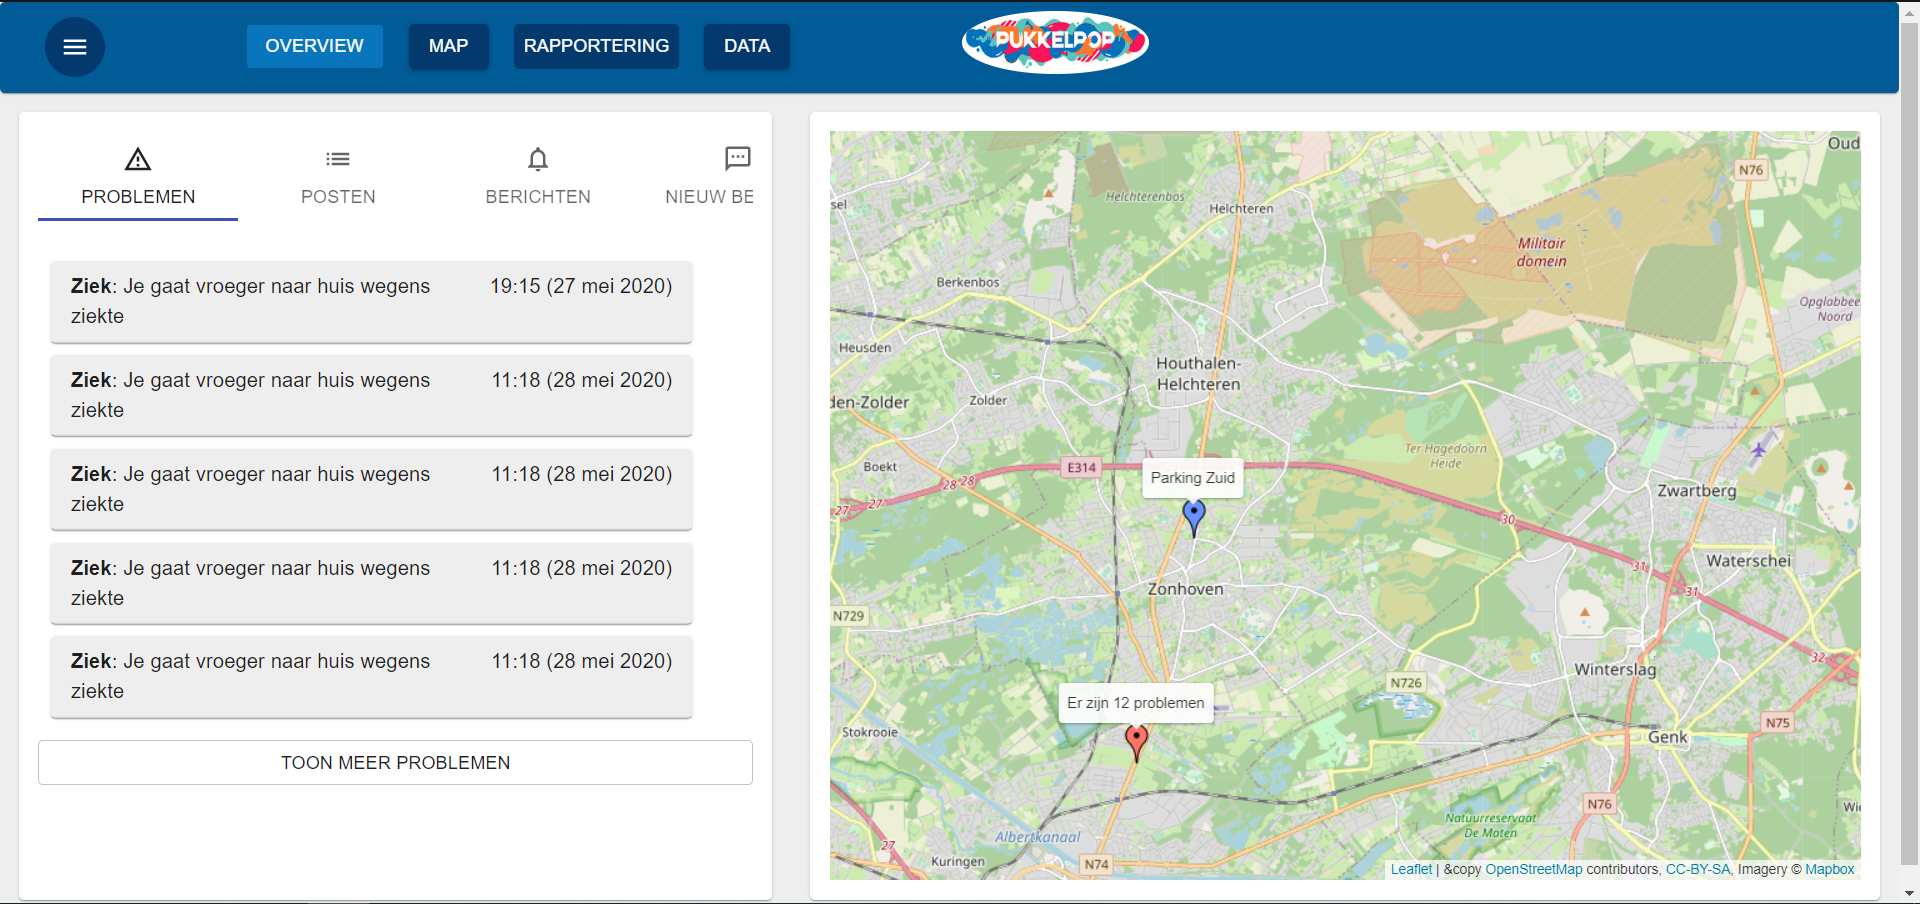 OVERVIEW
MAP
RAPPORTERING
DATA
PUKKELPOP
PROBLEMEN
POSTEN
BERICHTEN
NIEUW BE
Ziek: Je gaat vroeger naar huis wegens
ziekte
19:15 (27 mei 2020)
Ziek: Je gaat vroeger naar huis wegens
ziekte
11:18 (28 mei 2020)
Ziek: Je gaat vroeger naar huis wegens
ziekte
11:18 (28 mei 2020)
Ziek: Je gaat vroeger naar huis wegens
ziekte
11:18 (28 mei 2020)
Ziek: Je gaat vroeger naar huis wegens
ziekte
11:18 (28 mei 2020)
TOON MEER PROBLEMEN
Oud
N76
Helchterenbos
sel
Helchteren
Militair
domein
Berkenbos
Opglabbee
Noord
Heusden
Houthalen-
Helchteren
den-Zolder
Zolder
Ter Hagedoorn
Heide
Boekt
E314
28
28
27
27
Parking Zuid
Zwartberg
30
Waterschei
31
31
Zonhoven
N729
Winterslag
32
N726
Er zijn 12 problemen
N75
Stokrooie
Genk
N76
Wie
Natuurreservaat
De Maten
Albertkanaal
27
Kuringen
N74
Leaflet | &copy OpenStreetMap contributors, CC-BY-SA, Imagery © Mapbox